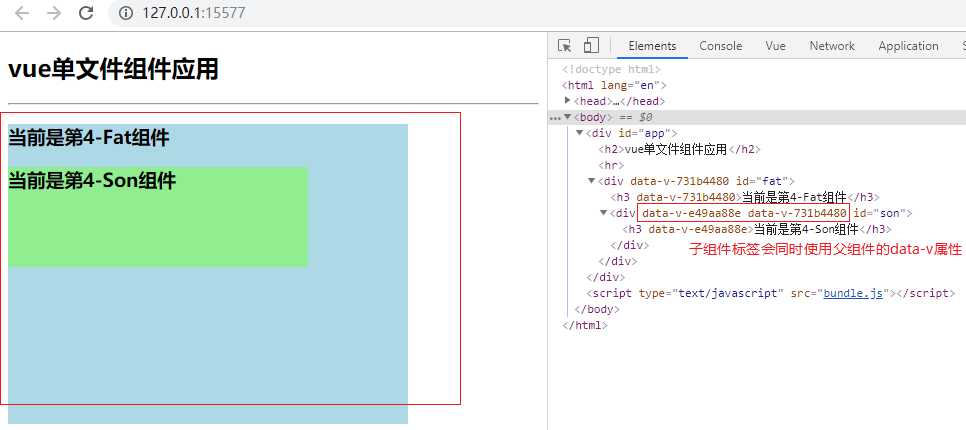 127.0.0.1:15577
vue单文件组件应用
当前是第4-Fat组件
当前是第4-Son组件
Elements Console Vue Network Application
<!doctype html>
<html lang="en">
<head>…</head>
<body> == $0
<div id="app">
<h2>vue单文件组件应用</h2>
<hr>
<div data-v-731b4480 id="fat">
<h3 data-v-731b4480>当前是第4-Fat组件</h3>
<div data-v-e49aa88e data-v-731b4480 id="son">
<h3 data-v-e49aa88e>当前是第4-Son组件</h3>
</div>
子组件标签会同时使用父组件的data-v属性
</div>
</div>
<script type="text/javascript" src="bundle.js"></script>
</body>
</html>